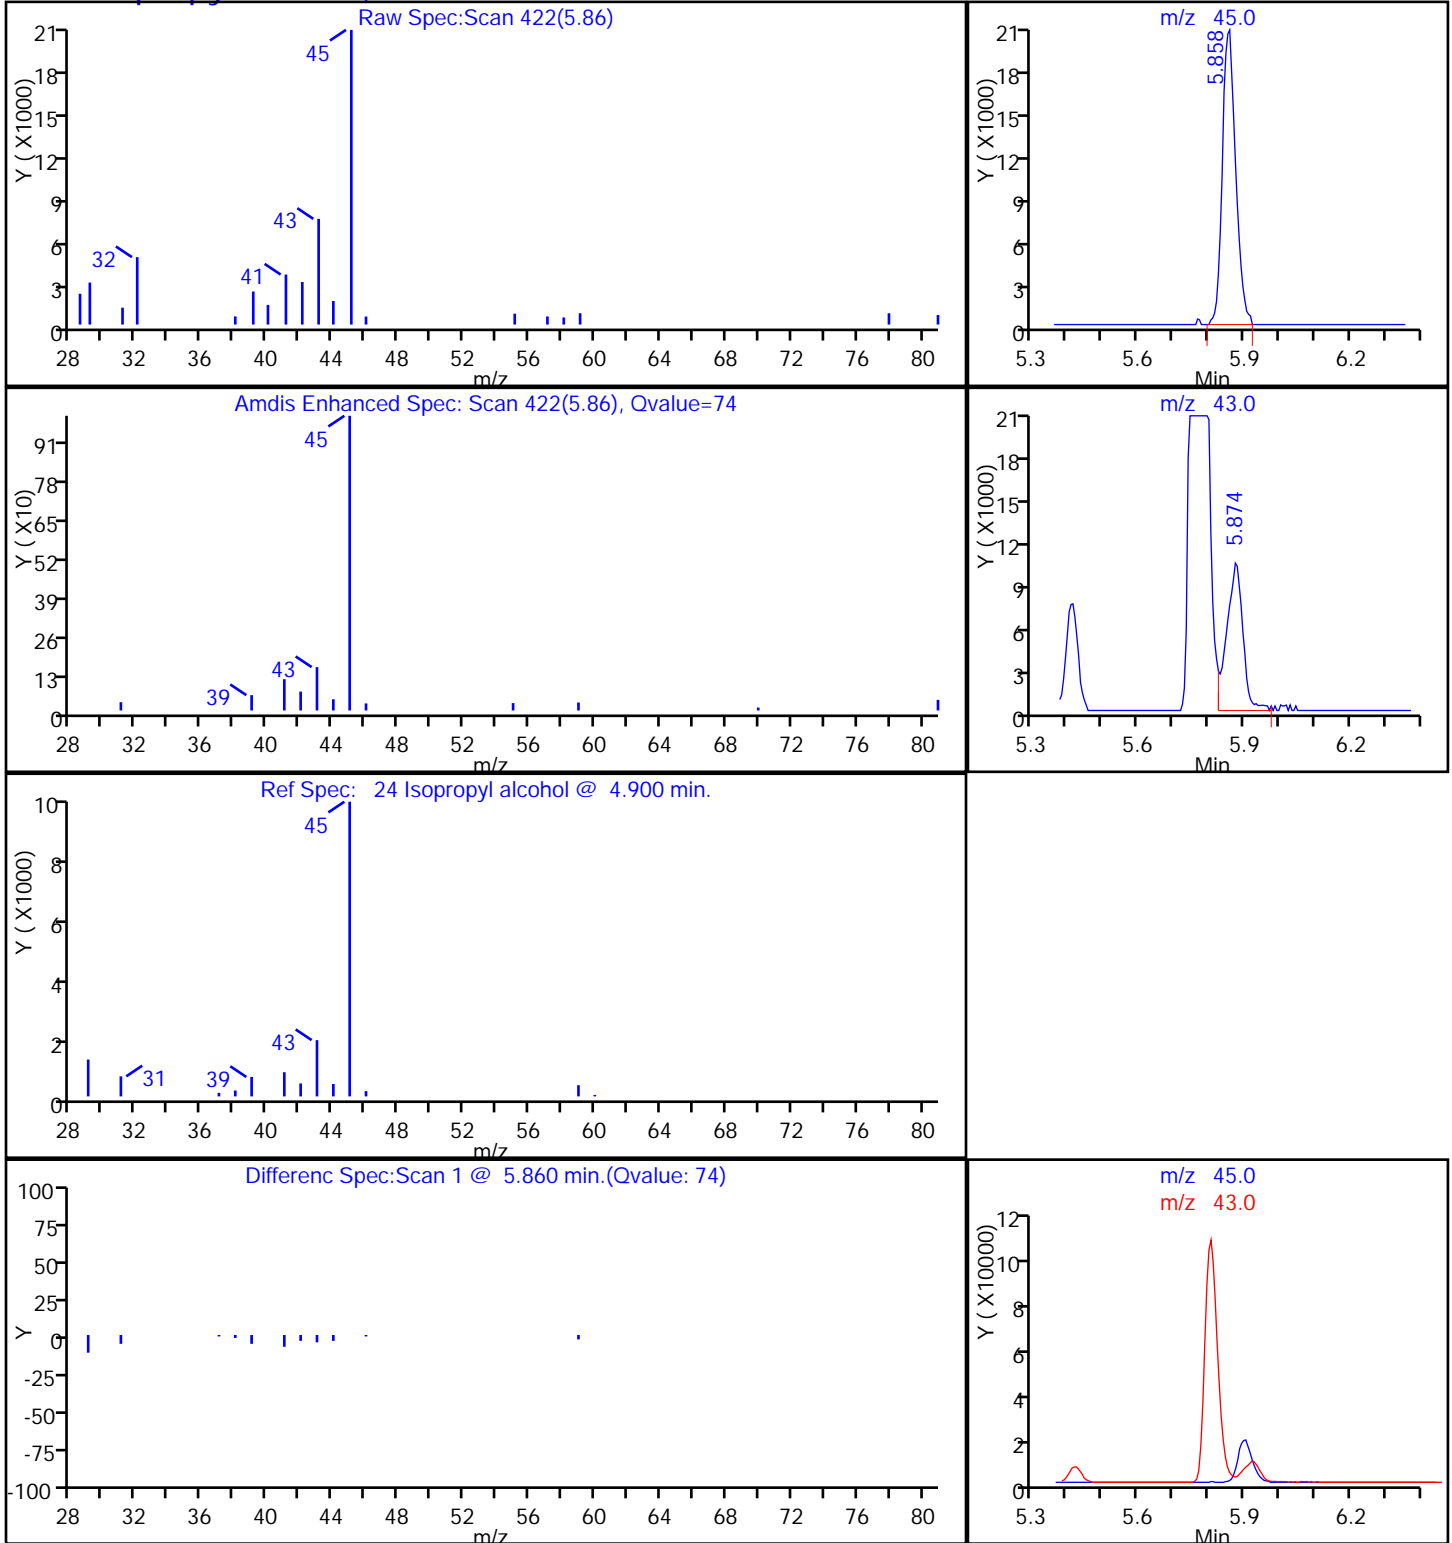 Raw Spec:Scan 422(5.86)
21
18
15
12
9
6
3
0
Y ( X1000)
45
43
41
32
28 32 36 40 44 48 52 56 60 64 68 72 76 80
m/z
m/z 45.0
21
18
15
12
9
6
3
0
Y ( X1000)
5.858
5.3 5.6 5.9 6.2
Min
Amdis Enhanced Spec: Scan 422(5.86), Qvalue=74
91
78
65
52
39
26
13
0
Y ( X10)
45
43
39
28 32 36 40 44 48 52 56 60 64 68 72 76 80
m/z
m/z 43.0
21
18
15
12
9
6
3
0
Y ( X1000)
5.874
5.3 5.6 5.9 6.2
Min
Ref Spec: 24 Isopropyl alcohol @ 4.900 min.
10
8
6
4
2
0
Y ( X1000)
45
43
31
39
28 32 36 40 44 48 52 56 60 64 68 72 76 80
m/z
Differenc Spec:Scan 1 @ 5.860 min.(Qvalue: 74)
100
75
50
25
0
-25
-50
-75
-100
Y
28 32 36 40 44 48 52 56 60 64 68 72 76 80
m/z
m/z 45.0
m/z 43.0
12
10
8
6
4
2
0
Y ( X10000)
5.3 5.6 5.9 6.2
Min